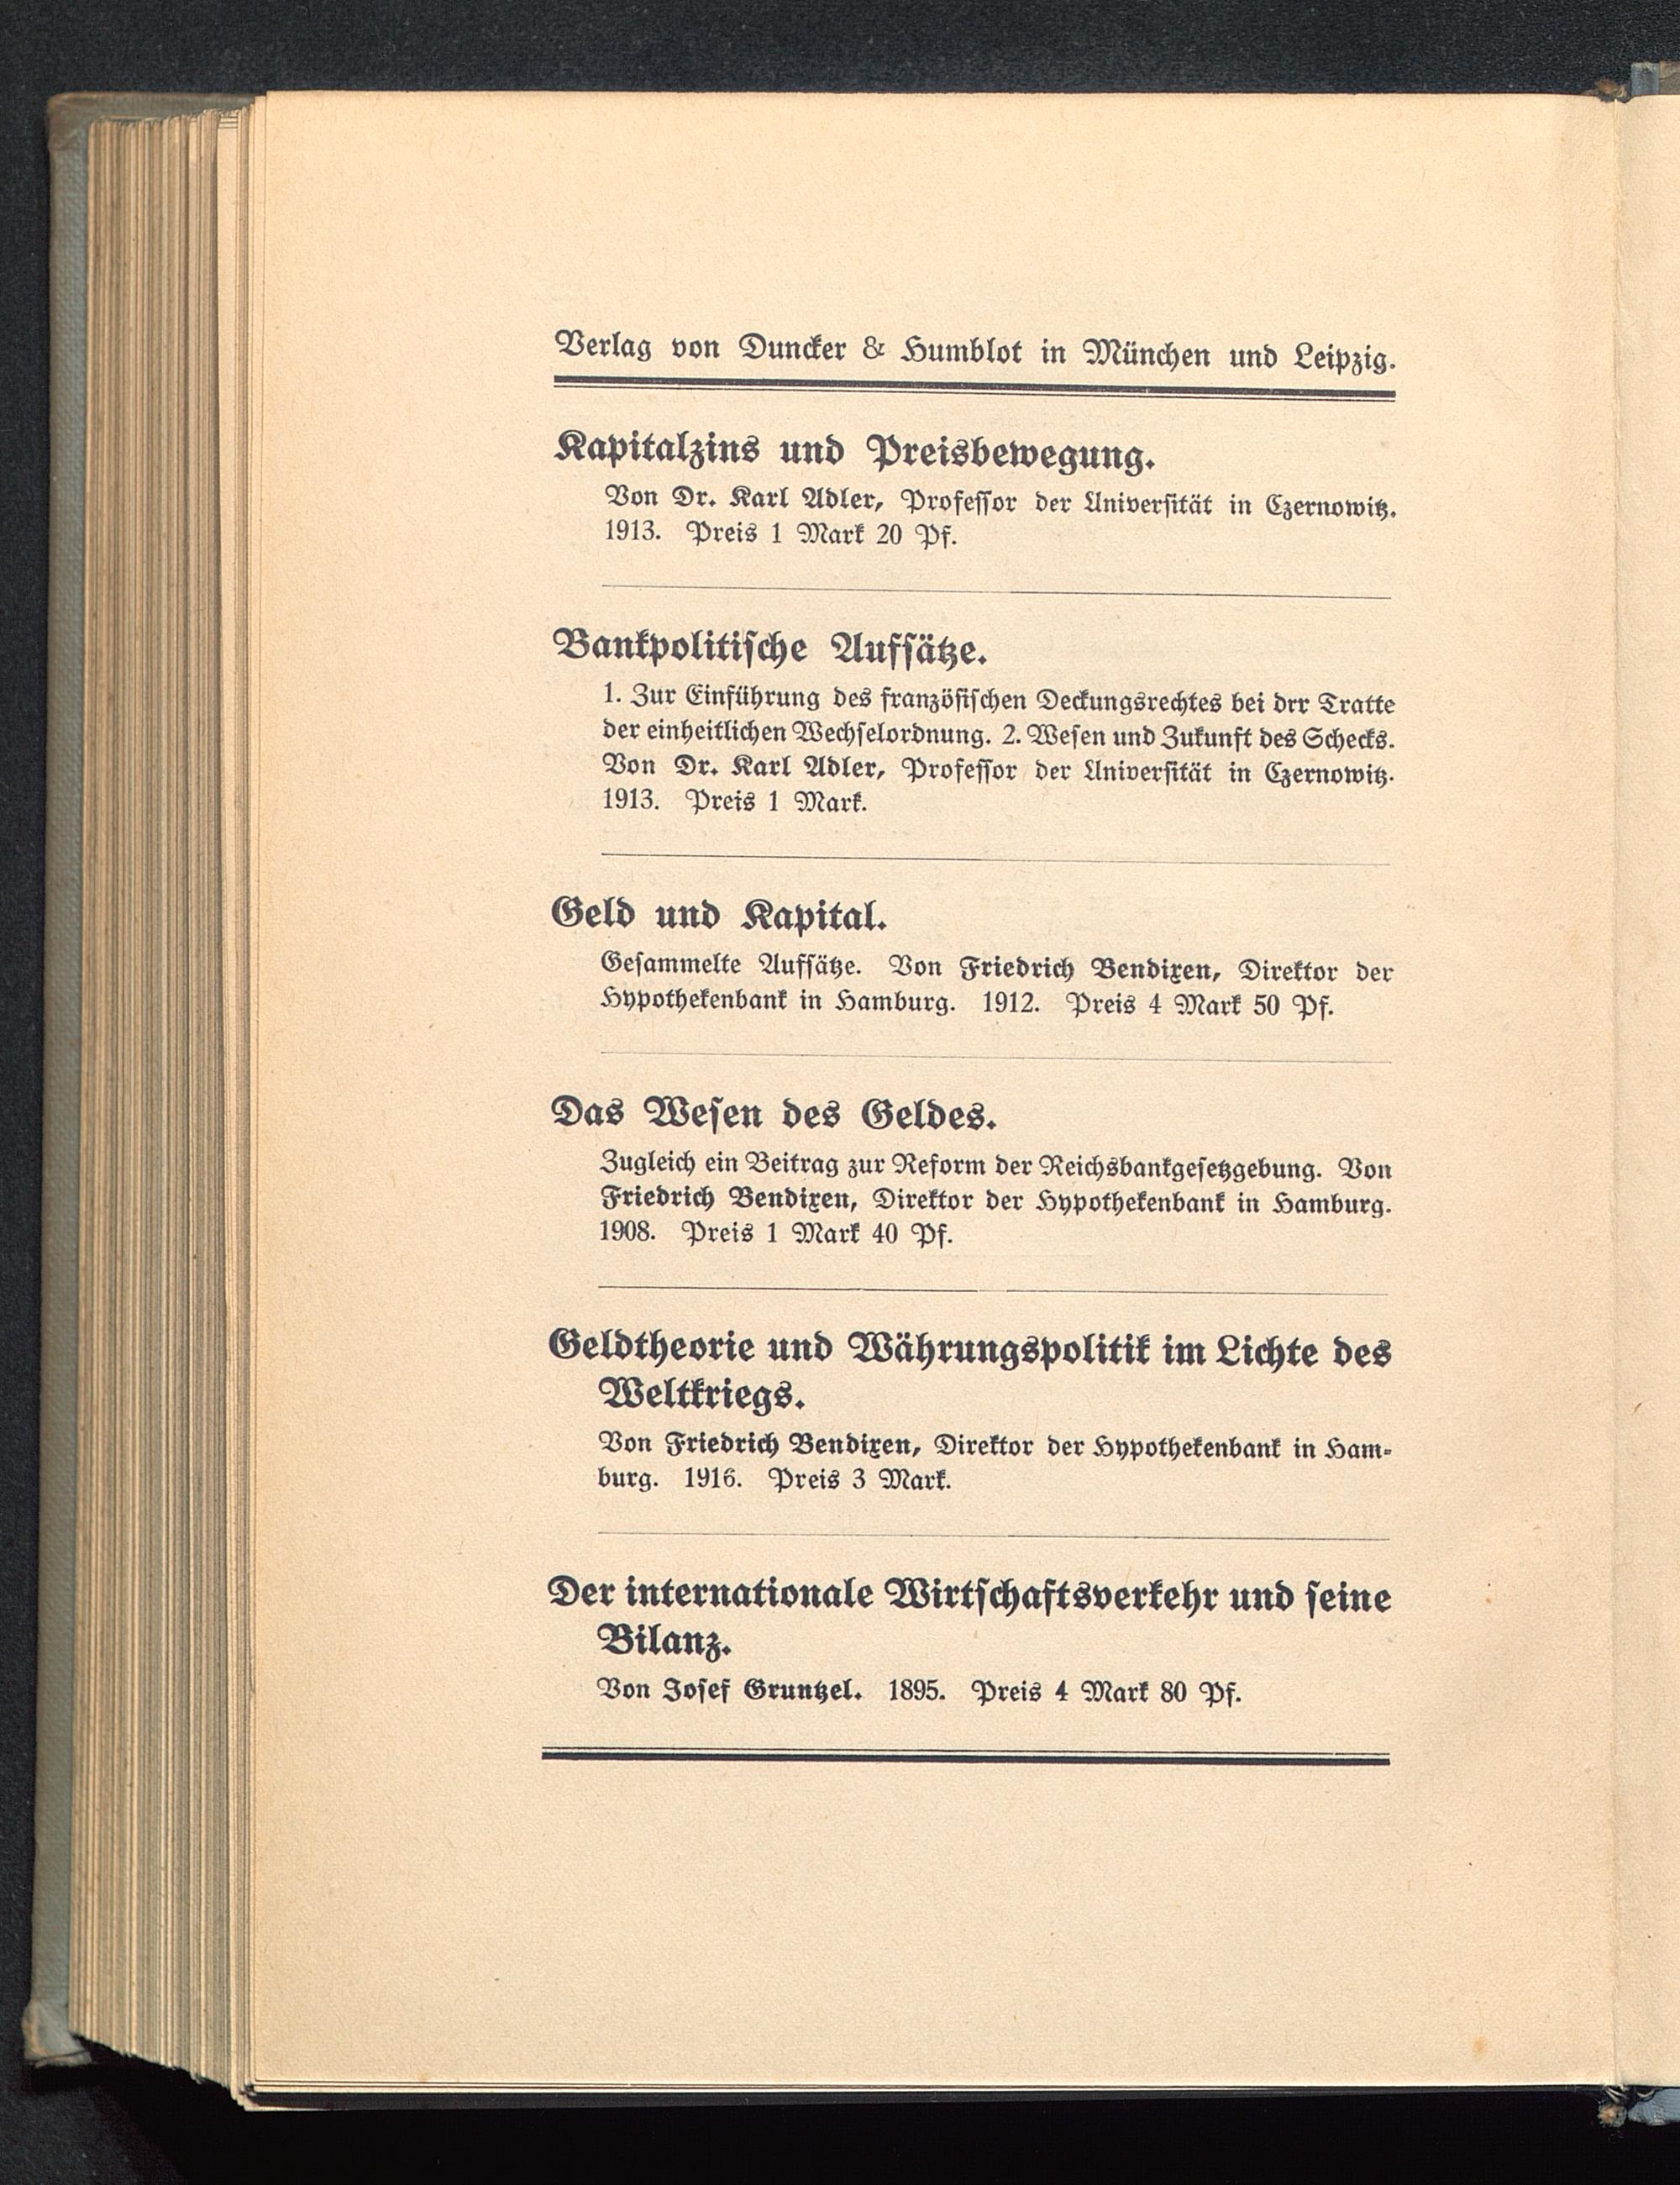 Verlag von Duncker & Humblot in München und Leipzig.
Kapitalzins und Preisbewegung.
Von Dr. Karl Adler, Professor der Universität in Czernowitz.
1913. Preis 1 Mark 20 Pf.
Bankpolitische Aufsätze.
1. Zur Einführung des französischen Deckungsrechtes bei drr Tratte
der einheitlichen Wechselordnung. 2. Wesen und Zukunft des Schecks.
Von Dr. Karl Adler, Professor der Universität in Czernowitz.
1913. Preis 1 Mark.
Geld und Kapital.
Gesammelte Aufsätze. Von Friedrich Bendixen, Direktor der
Hypothekenbank in Hamburg. 1912. Preis 4 Mark 50 Pf.
Das Wesen des Geldes.
Zugleich ein Beitrag zur Reform der Reichsbankgesetzgebung. Von
Friedrich Bendixen, Direktor der Hypothekenbank in Hamburg.
1908. Preis 1 Mark 40 Pf.
Geldtheorie und Währungspolitik im Lichte des
Weltkriegs.
Von Friedrich Bendixen, Direktor der Hypothekenbank in Ham-
burg. 1916. Preis 3 Mark.
Der internationale Wirtschaftsverkehr und seine
Bilanz.
Von Josef Gruntzel. 1895. Preis 4 Mark 80 Pf.